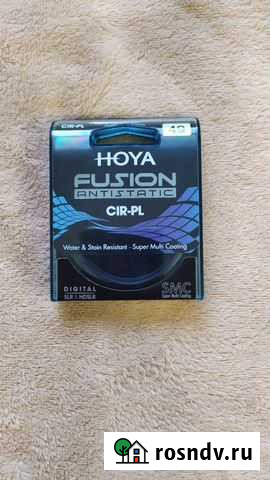 CIR-PL
49
HOYA
FUSION
ANTISTATIC
CIR-PL
Water & Stain Resistant - Super Multi Coating
DIGITAL
SLR & HDSLR
SMC
Super Multi Coating
rosndv.ru